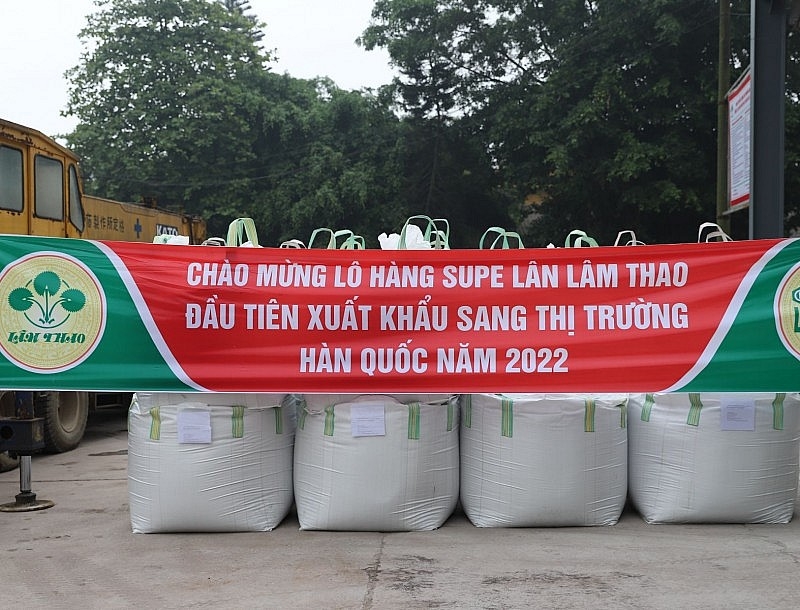 CHÀO MỪNG LÔ HÀNG SUPE LÂN LÂM THAO
ĐẦU TIÊN XUẤT KHẨU SANG THỊ TRƯỜNG
HÀN QUỐC NĂM 2022
LÂM THAO
KATO